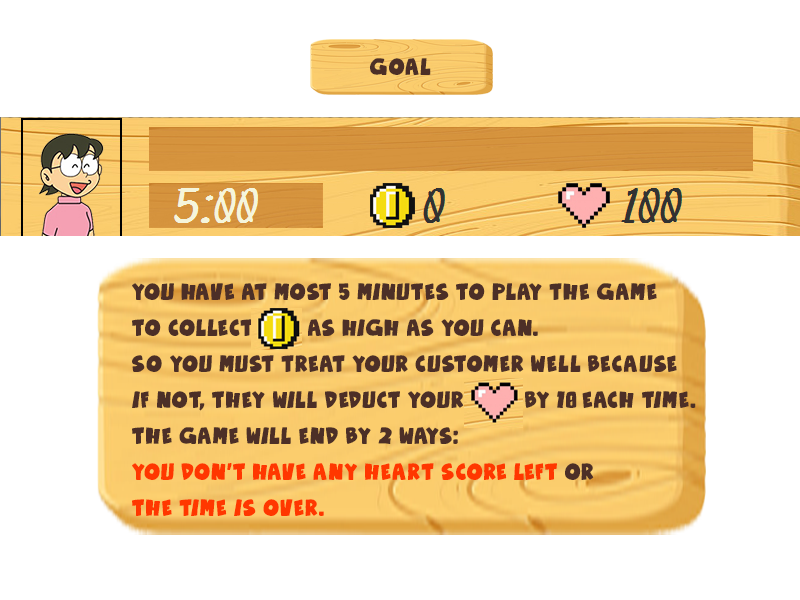 GOAL
5:00 0 100
YOU HAVE AT MOST 5 MINUTES TO PLAY THE GAME
TO COLLECT AS HIGH AS YOU CAN.
SO YOU MUST TREAT YOUR CUSTOMER WELL BECAUSE
IF NOT, THEY WILL DEDUCT YOUR BY 10 EACH TIME.
THE GAME WILL END BY 2 WAYS:
YOU DON'T HAVE ANY HEART SCORE LEFT OR
THE TIME IS OVER.